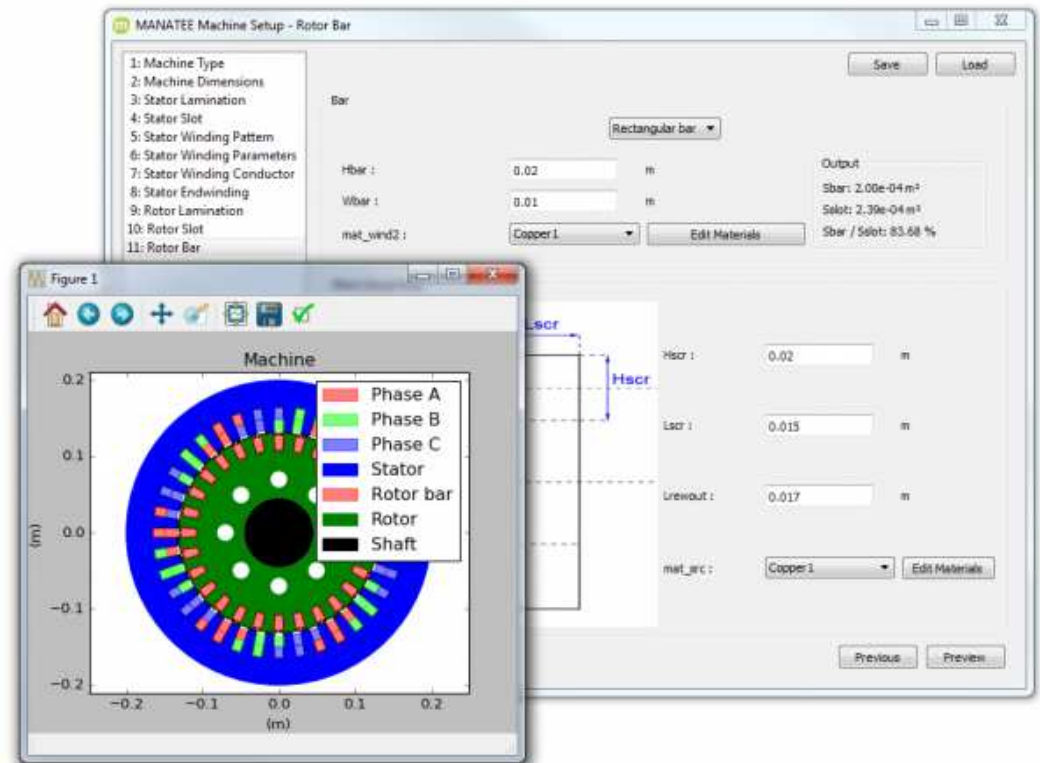 MANATEE Machine Setup - Rotor Bar
1: Machine Type
2: Machine Dimensions
3: Stator Lamination
4: Stator Slot
5: Stator Winding Pattern
6: Stator Winding Parameters
7: Stator Winding Conductor
8: Stator Endwinding
9: Rotor Lamination
10: Rotor Slot
11: Rotor Bar
Save Load
Bar
Rectangular bar
Hbar : 0.02 m
Wbar : 0.01 m
mat_wind2 : Copper1 Edit Materials
Output
Sbar: 2.00e-04 m²
Sslot: 2.39e-04 m²
Sbar / Sslot: 83.68 %
Lscr
Hscr
Hscr : 0.02 m
Lscr : 0.015 m
Lrewout : 0.017 m
mat_src : Copper1 Edit Materials
Previous Preview
Figure 1
Machine
Phase A
Phase B
Phase C
Stator
Rotor bar
Rotor
Shaft
0.2
0.1
0.0
−0.1
−0.2
(m)
−0.2 −0.1 0.0 0.1 0.2
(m)